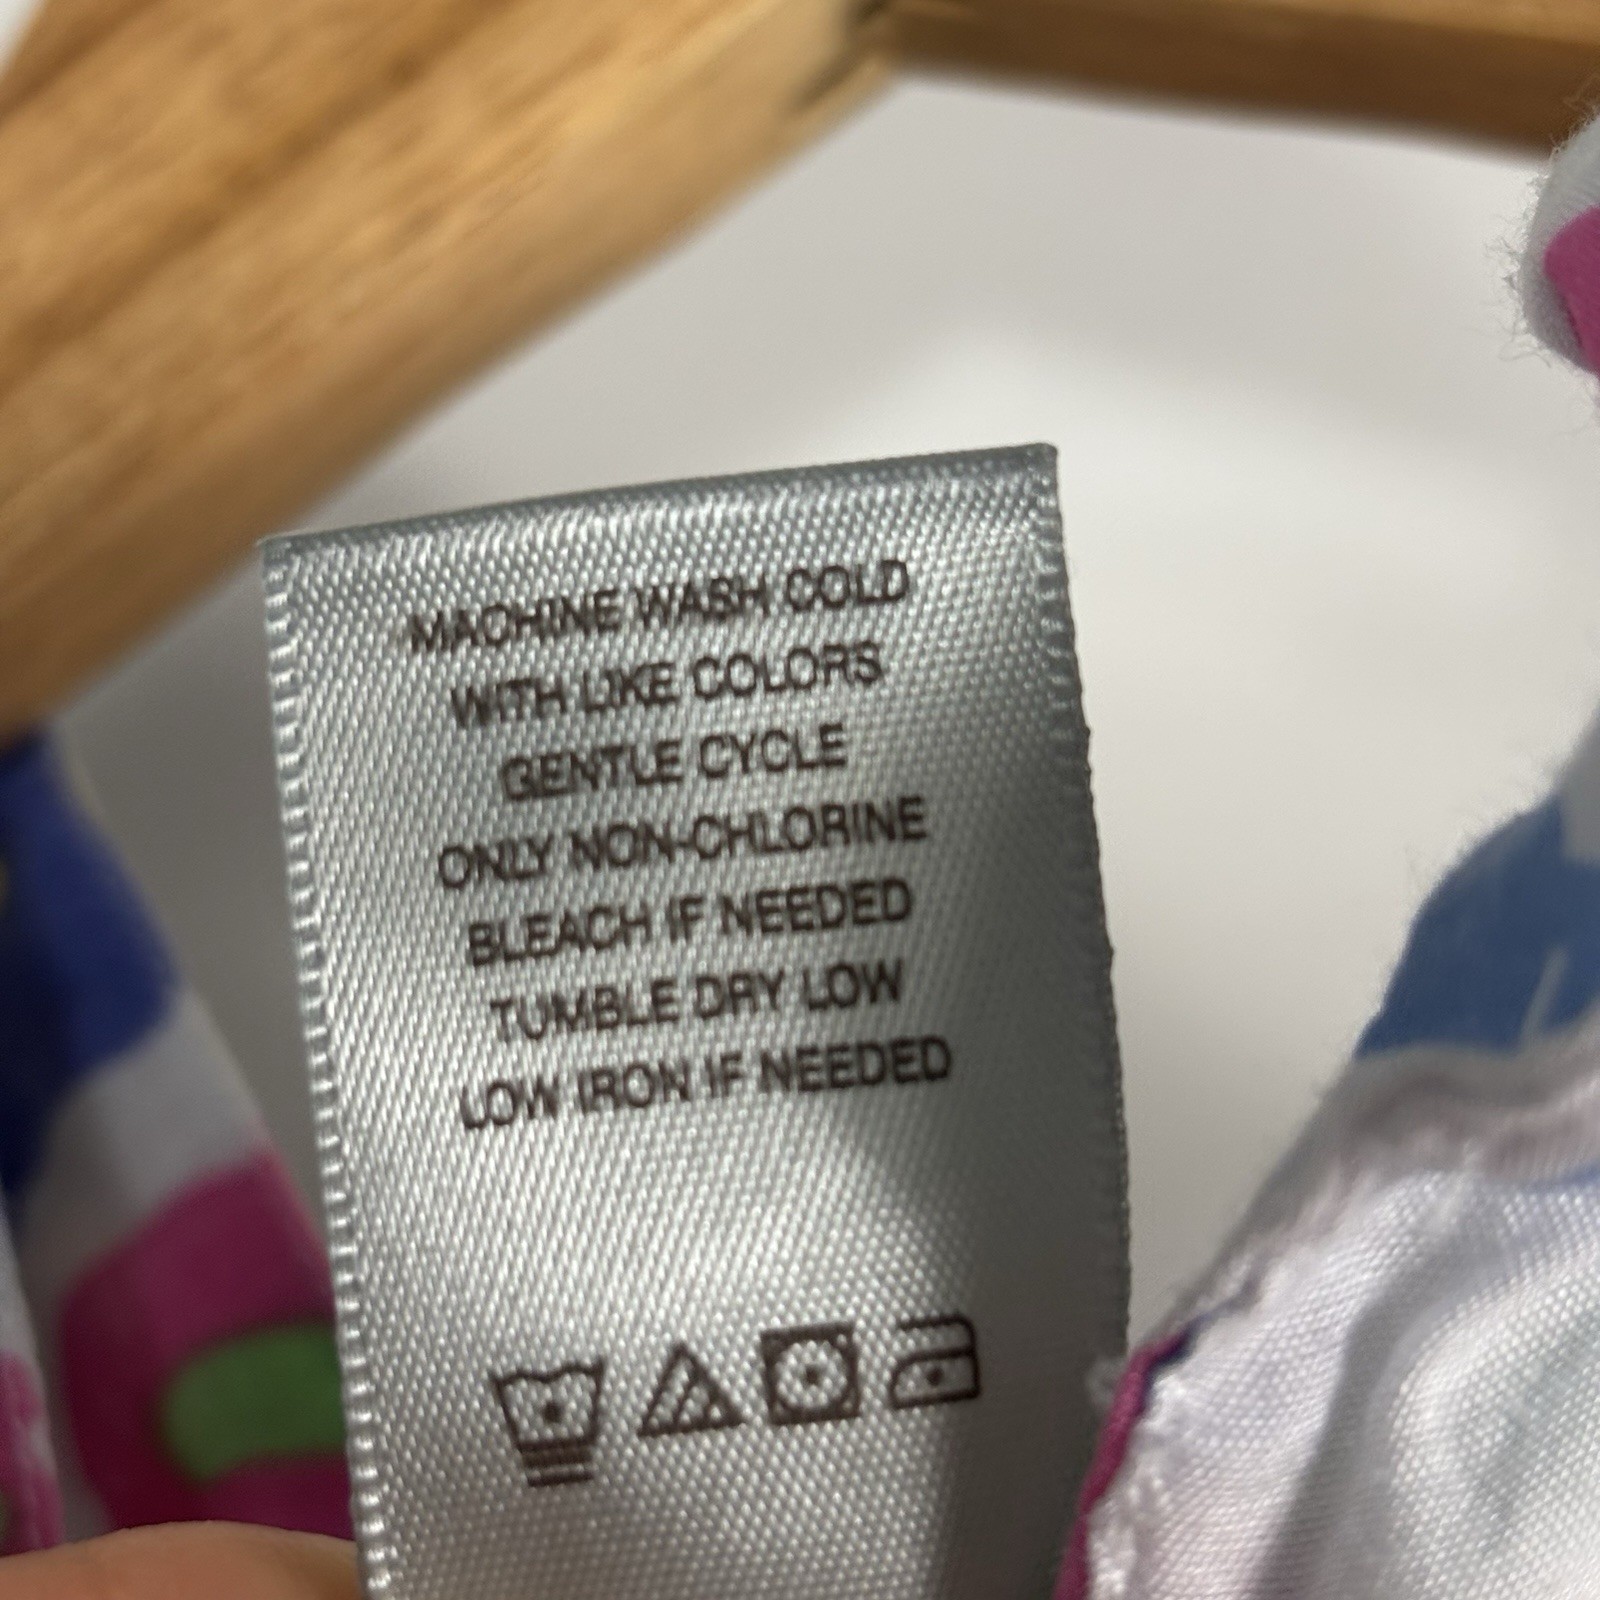 MACHINE WASH COLD
WITH LIKE COLORS
GENTLE CYCLE
ONLY NON-CHLORINE
BLEACH IF NEEDED
TUMBLE DRY LOW
LOW IRON IF NEEDED